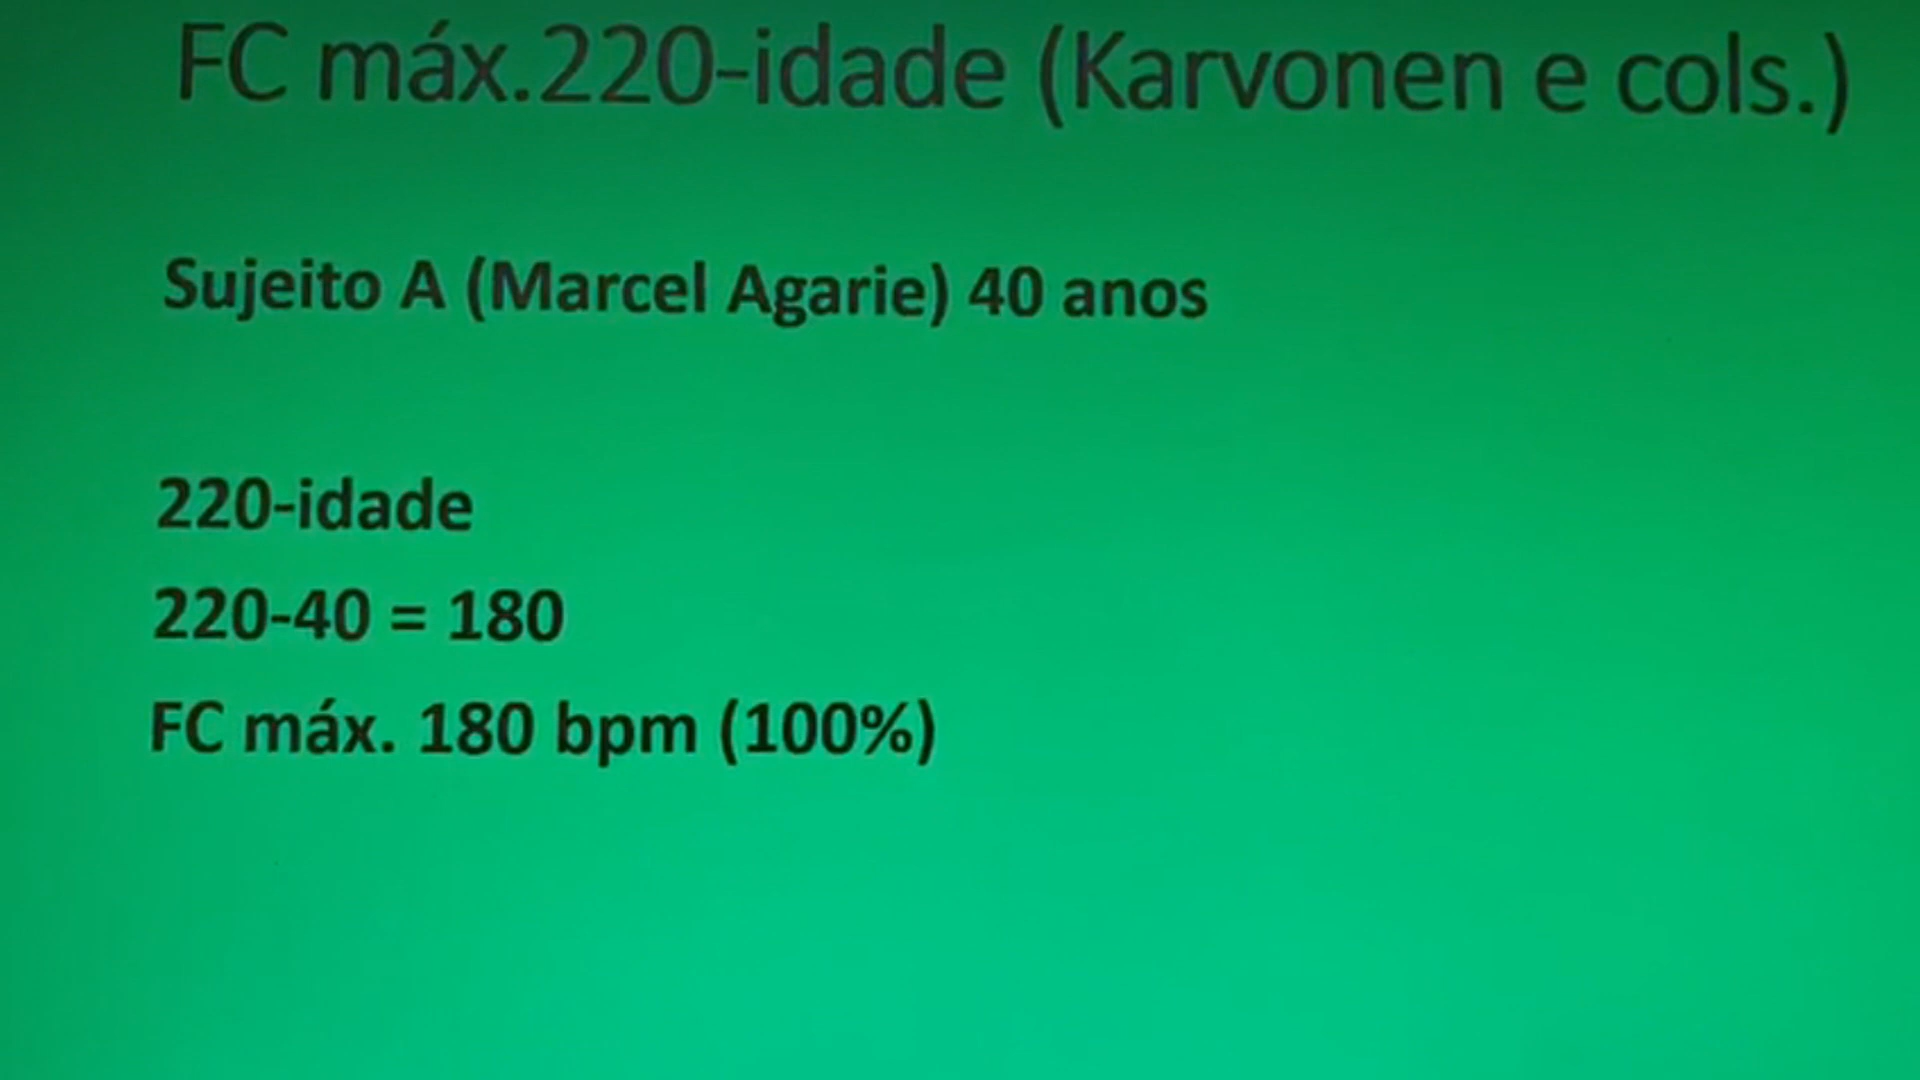 FC máx.220-idade (Karvonen e cols.)
Sujeito A (Marcel Agarie) 40 anos
220-idade
220-40 = 180
FC máx. 180 bpm (100%)